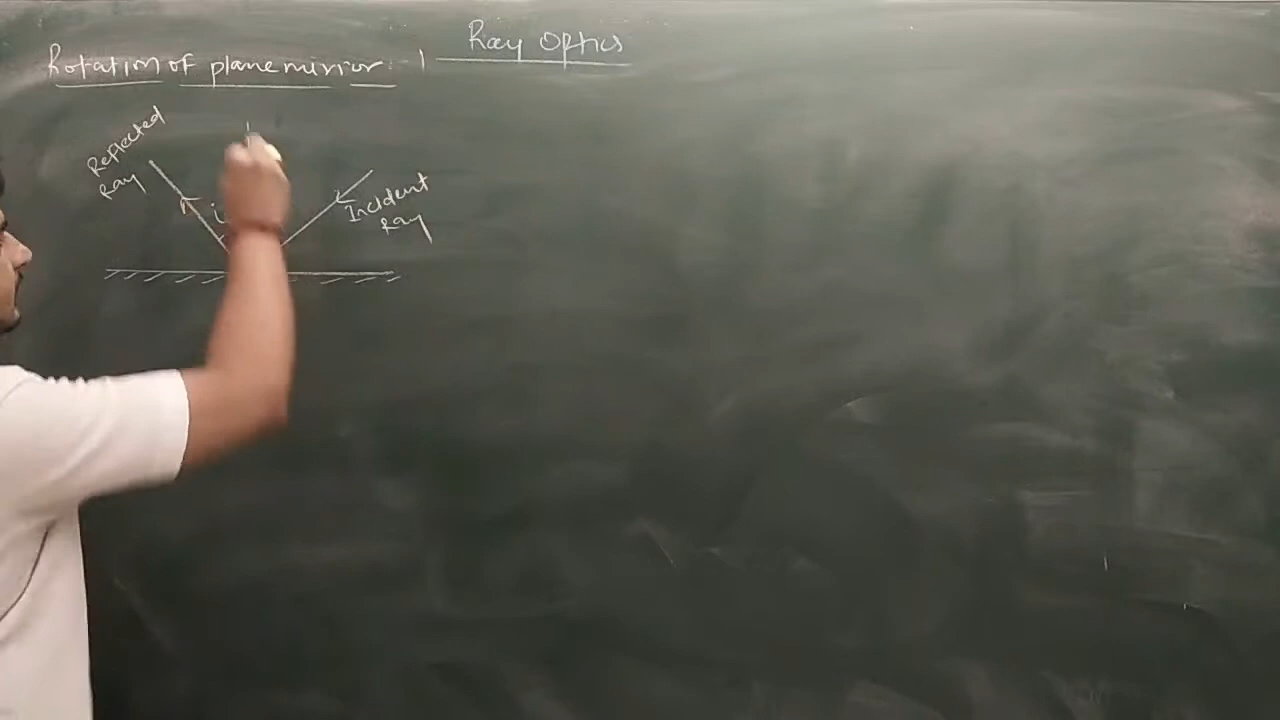 Ray Optics
Rotation of plane mirror:-
Reflected
Ray
i
Incident
Ray